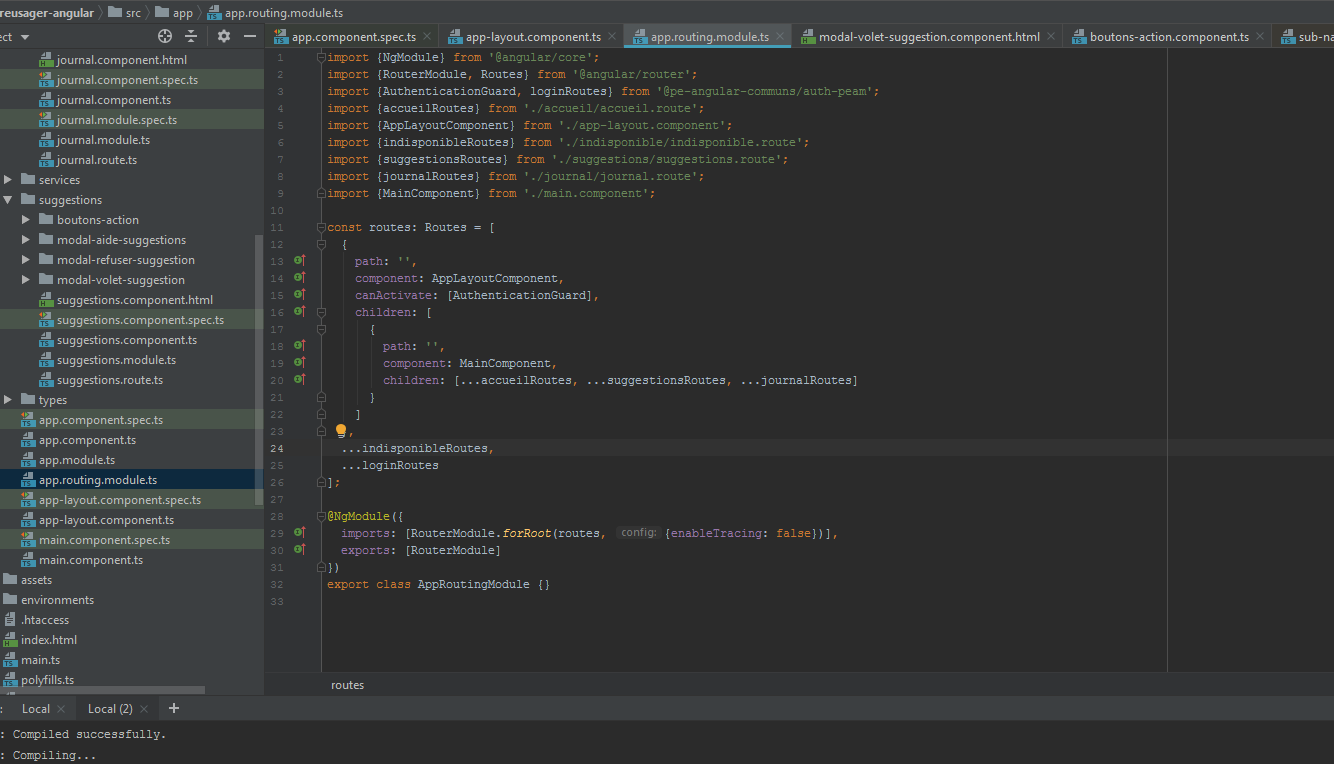 reusager-angular src app app.routing.module.ts
ect
app.component.spec.ts app-layout.component.ts app.routing.module.ts modal-volet-suggestion.component.html boutons-action.component.ts sub-na
journal.component.html
journal.component.spec.ts
journal.component.ts
journal.module.spec.ts
journal.module.ts
journal.route.ts
services
suggestions
boutons-action
modal-aide-suggestions
modal-refuser-suggestion
modal-volet-suggestion
suggestions.component.html
suggestions.component.spec.ts
suggestions.component.ts
suggestions.module.ts
suggestions.route.ts
types
app.component.spec.ts
app.component.ts
app.module.ts
app.routing.module.ts
app-layout.component.spec.ts
app-layout.component.ts
main.component.spec.ts
main.component.ts
assets
environments
.htaccess
index.html
main.ts
polyfills.ts
1 import {NgModule} from '@angular/core';
2 import {RouterModule, Routes} from '@angular/router';
3 import {AuthenticationGuard, loginRoutes} from '@pe-angular-communs/auth-peam';
4 import {accueilRoutes} from './accueil/accueil.route';
5 import {AppLayoutComponent} from './app-layout.component';
6 import {indisponibleRoutes} from './indisponible/indisponible.route';
7 import {suggestionsRoutes} from './suggestions/suggestions.route';
8 import {journalRoutes} from './journal/journal.route';
9 import {MainComponent} from './main.component';
10
11 const routes: Routes = [
12 {
13 path: '',
14 component: AppLayoutComponent,
15 canActivate: [AuthenticationGuard],
16 children: [
17 {
18 path: '',
19 component: MainComponent,
20 children: [...accueilRoutes, ...suggestionsRoutes, ...journalRoutes]
21 }
22 ]
23 ,
24 ...indisponibleRoutes,
25 ...loginRoutes
26 ];
27
28 @NgModule({
29 imports: [RouterModule.forRoot(routes, config: {enableTracing: false})],
30 exports: [RouterModule]
31 })
32 export class AppRoutingModule {}
33
routes
: Local Local (2) +
: Compiled successfully.
: Compiling...